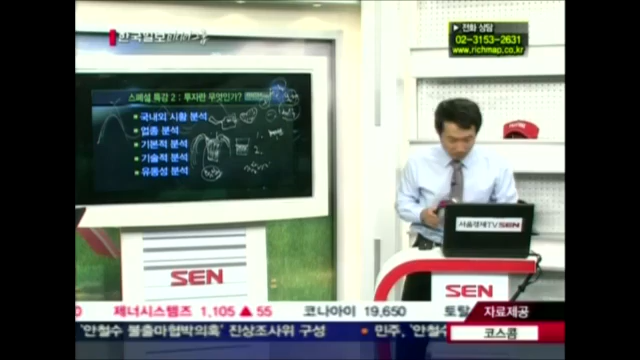 ▶ 전화 상담
02-3153-2631
www.richmap.co.kr
스페셜 특강 2 : 투자란 무엇인가?
국내외 시황 분석
업종 분석
기본적 분석
기술적 분석
유동성 분석
1.
2.
서울경제TV SEN
SEN
SEN
제너시스템즈 1,105 ▲ 55 코나아이 19,650 토탈
자료제공
'안철수 불출마협박의혹' 진상조사위 구성 ● 민주, '안철수
코스콤